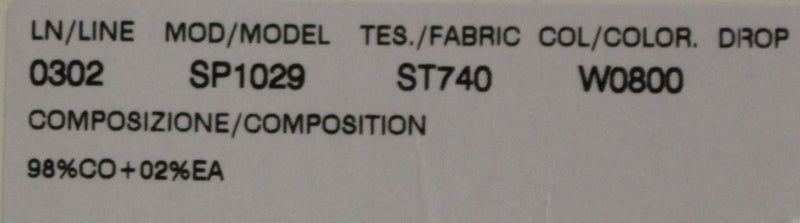 LN/LINE MOD/MODEL TES./FABRIC COL/COLOR. DROP
0302 SP1029 ST740 W0800
COMPOSIZIONE/COMPOSITION
98%CO+02%EA